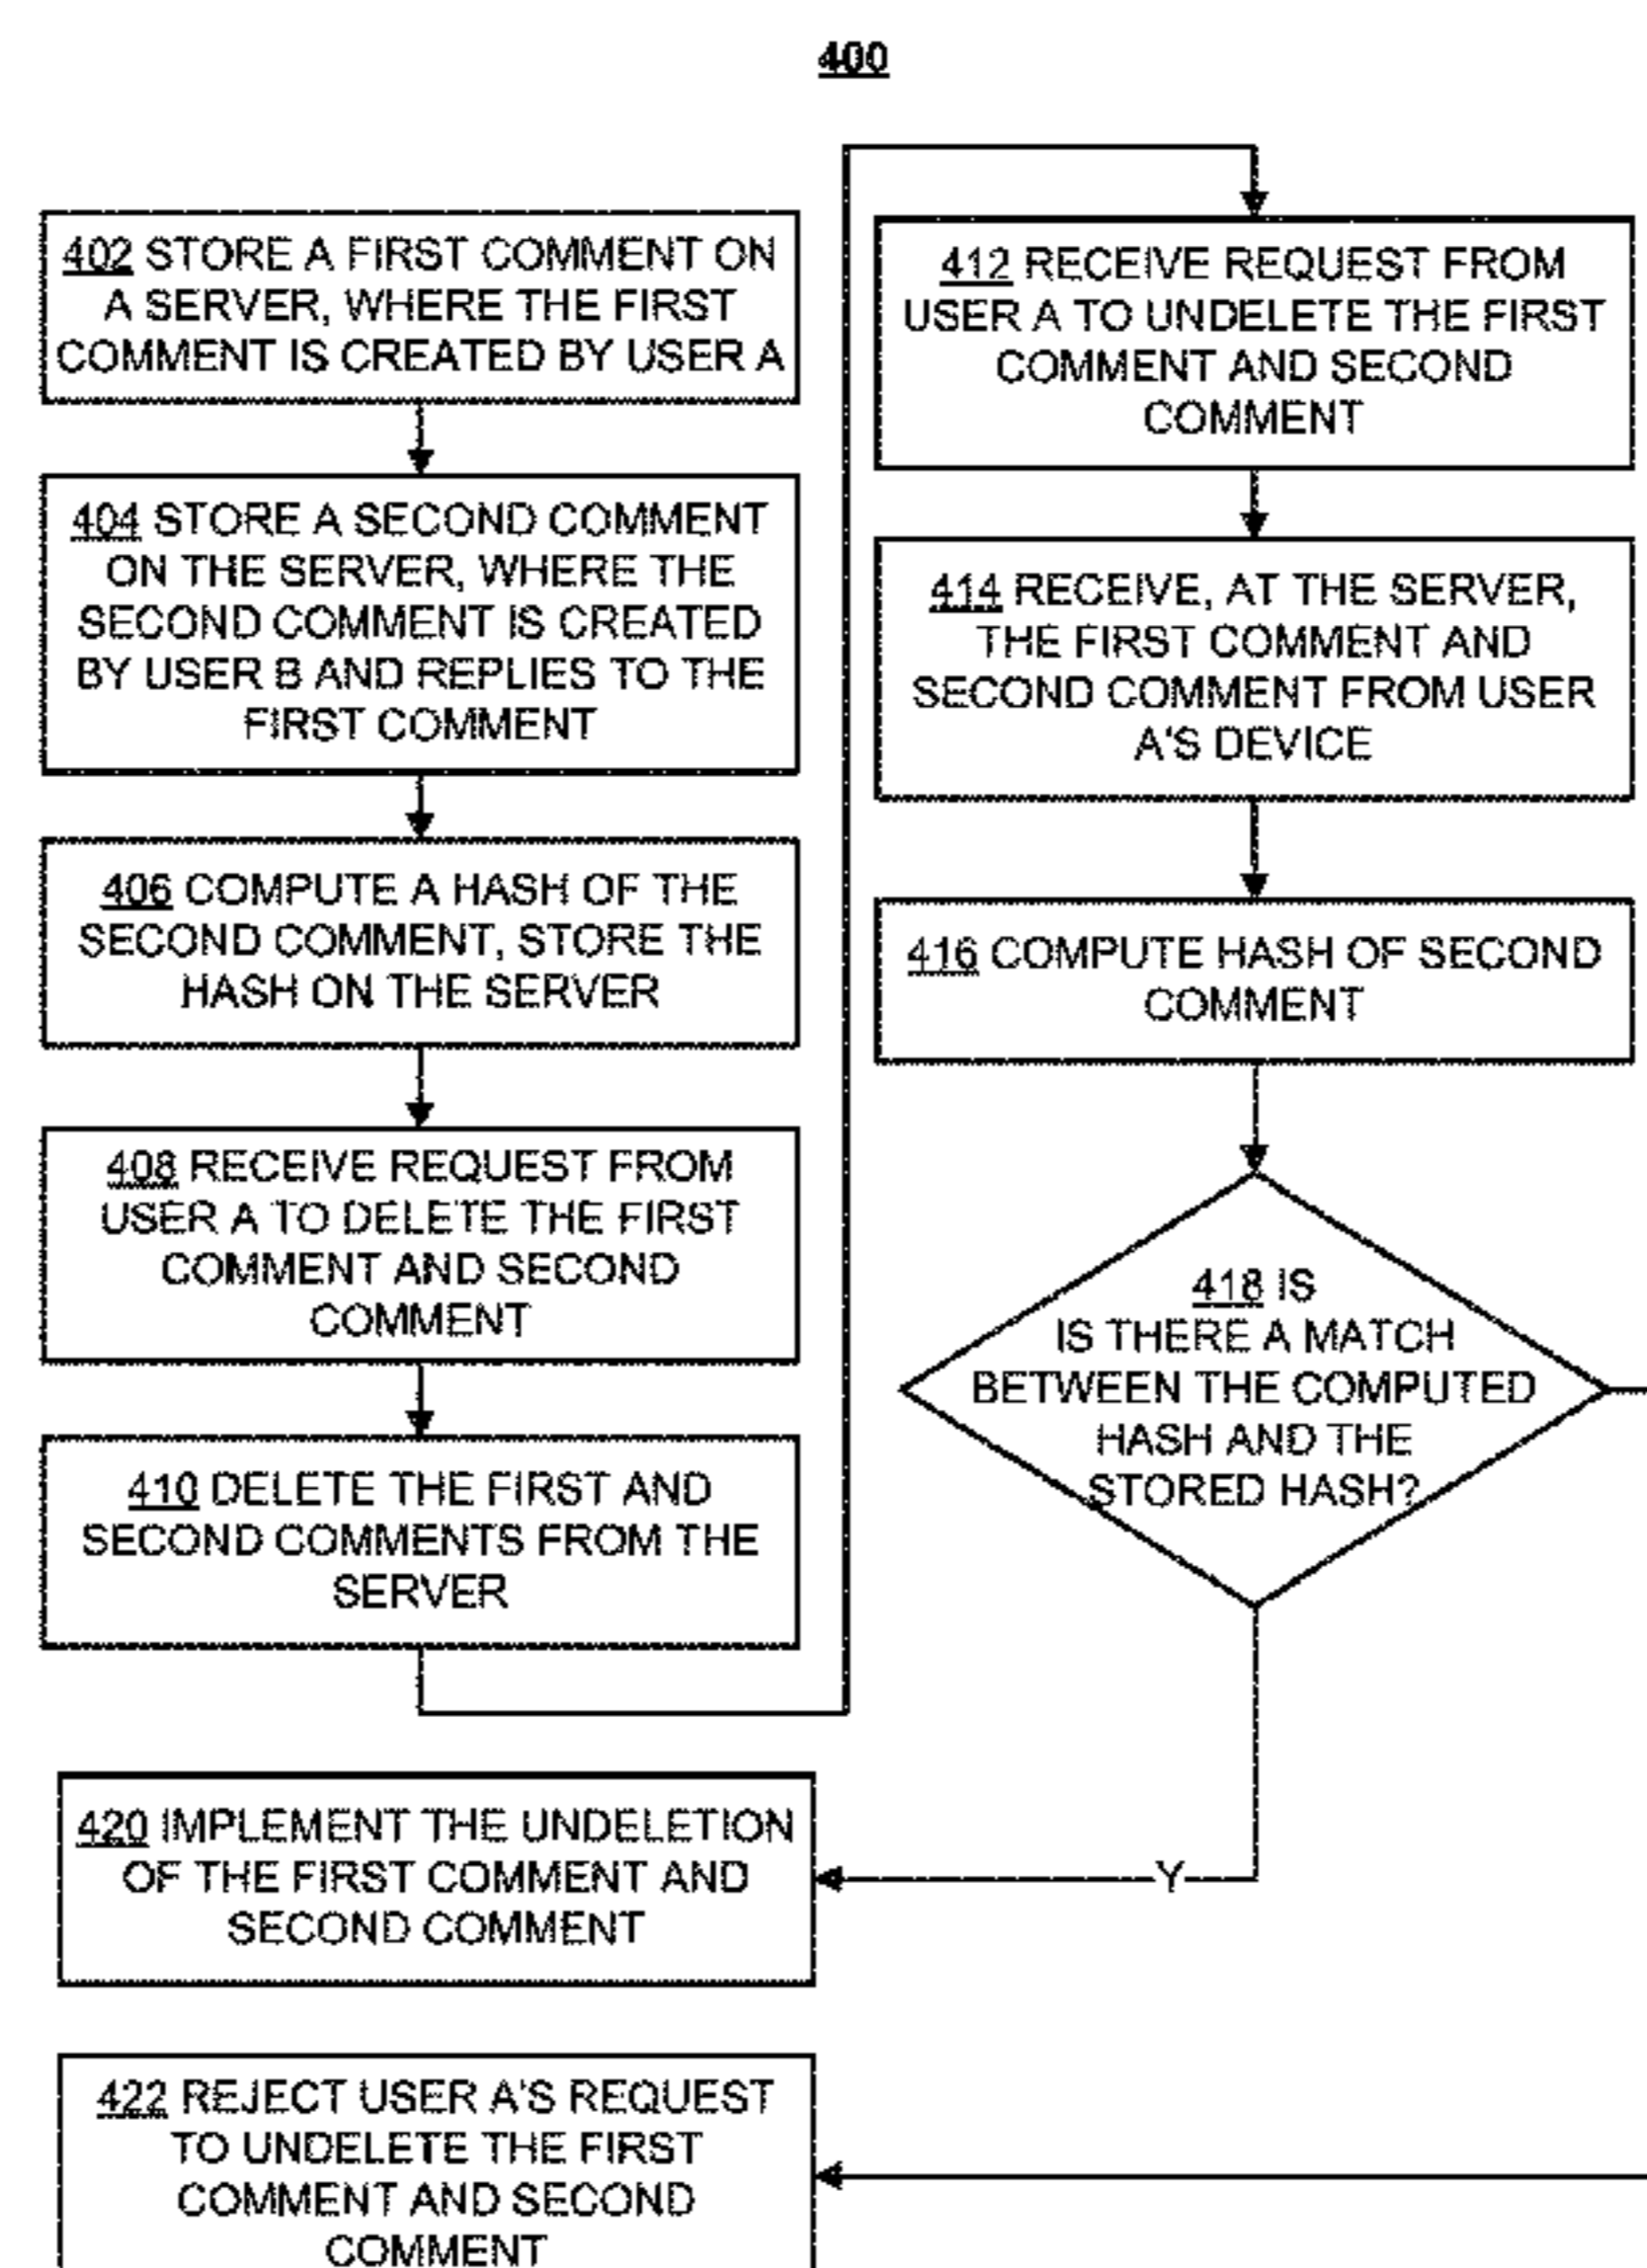 400
402 STORE A FIRST COMMENT ON
A SERVER, WHERE THE FIRST
COMMENT IS CREATED BY USER A
404 STORE A SECOND COMMENT
ON THE SERVER, WHERE THE
SECOND COMMENT IS CREATED
BY USER B AND REPLIES TO THE
FIRST COMMENT
406 COMPUTE A HASH OF THE
SECOND COMMENT, STORE THE
HASH ON THE SERVER
408 RECEIVE REQUEST FROM
USER A TO DELETE THE FIRST
COMMENT AND SECOND
COMMENT
410 DELETE THE FIRST AND
SECOND COMMENTS FROM THE
SERVER
412 RECEIVE REQUEST FROM
USER A TO UNDELETE THE FIRST
COMMENT AND SECOND
COMMENT
414 RECEIVE, AT THE SERVER,
THE FIRST COMMENT AND
SECOND COMMENT FROM USER
A'S DEVICE
416 COMPUTE HASH OF SECOND
COMMENT
418 IS
IS THERE A MATCH
BETWEEN THE COMPUTED
HASH AND THE
STORED HASH?
Y
420 IMPLEMENT THE UNDELETION
OF THE FIRST COMMENT AND
SECOND COMMENT
422 REJECT USER A'S REQUEST
TO UNDELETE THE FIRST
COMMENT AND SECOND
COMMENT